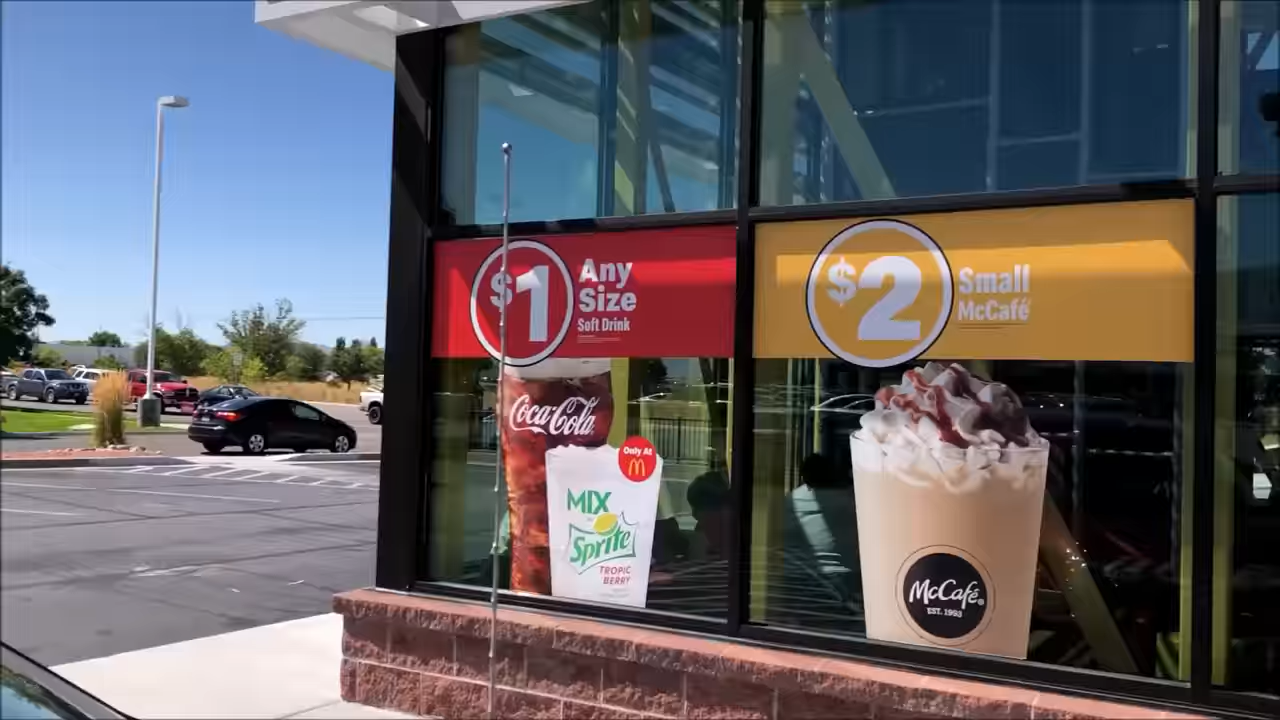 $1
Any
Size
Soft Drink
$2
Small
McCafé
Coca-Cola
Only At
MIX
Sprite
TROPIC
BERRY
McCafé®
EST. 1993